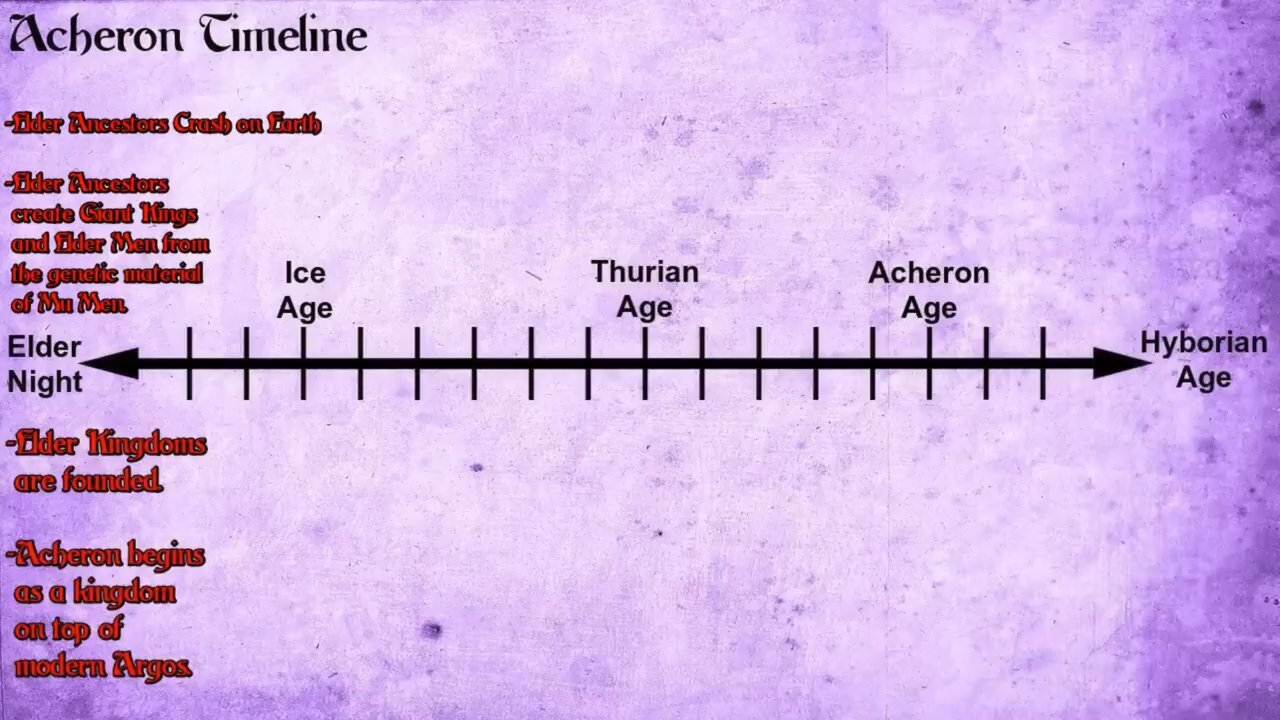 Acheron Timeline
-Elder Ancestors Crash on Earth
-Elder Ancestors
create Giant Kings
and Elder Men from
the genetic material
of Mu Men.
Ice
Age
Thurian
Age
Acheron
Age
Elder
Night
Hyborian
Age
-Elder Kingdoms
are founded.
-Acheron begins
as a kingdom
on top of
modern Argos.